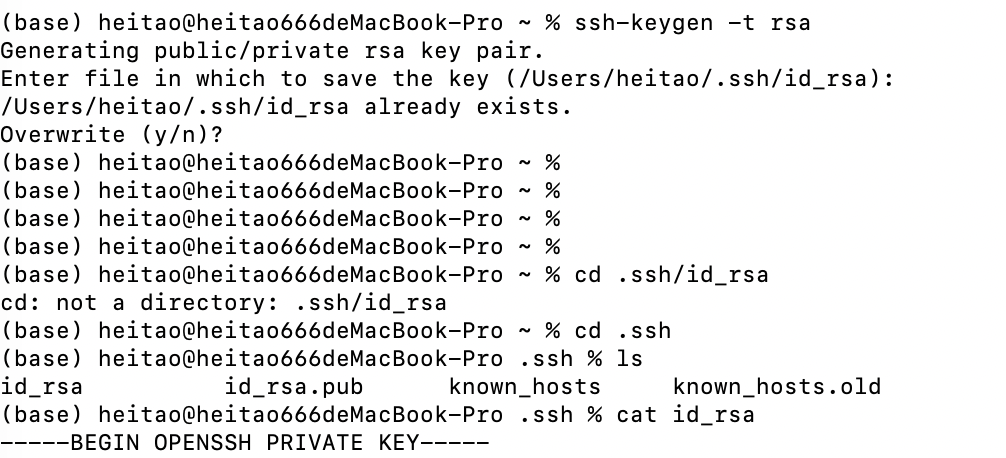 (base) heitao@heitao666deMacBook-Pro ~ % ssh-keygen -t rsa
Generating public/private rsa key pair.
Enter file in which to save the key (/Users/heitao/.ssh/id_rsa):
/Users/heitao/.ssh/id_rsa already exists.
Overwrite (y/n)?
(base) heitao@heitao666deMacBook-Pro ~ %
(base) heitao@heitao666deMacBook-Pro ~ %
(base) heitao@heitao666deMacBook-Pro ~ %
(base) heitao@heitao666deMacBook-Pro ~ %
(base) heitao@heitao666deMacBook-Pro ~ % cd .ssh/id_rsa
cd: not a directory: .ssh/id_rsa
(base) heitao@heitao666deMacBook-Pro ~ % cd .ssh
(base) heitao@heitao666deMacBook-Pro .ssh % ls
id_rsa id_rsa.pub known_hosts known_hosts.old
(base) heitao@heitao666deMacBook-Pro .ssh % cat id_rsa
-----BEGIN OPENSSH PRIVATE KEY-----